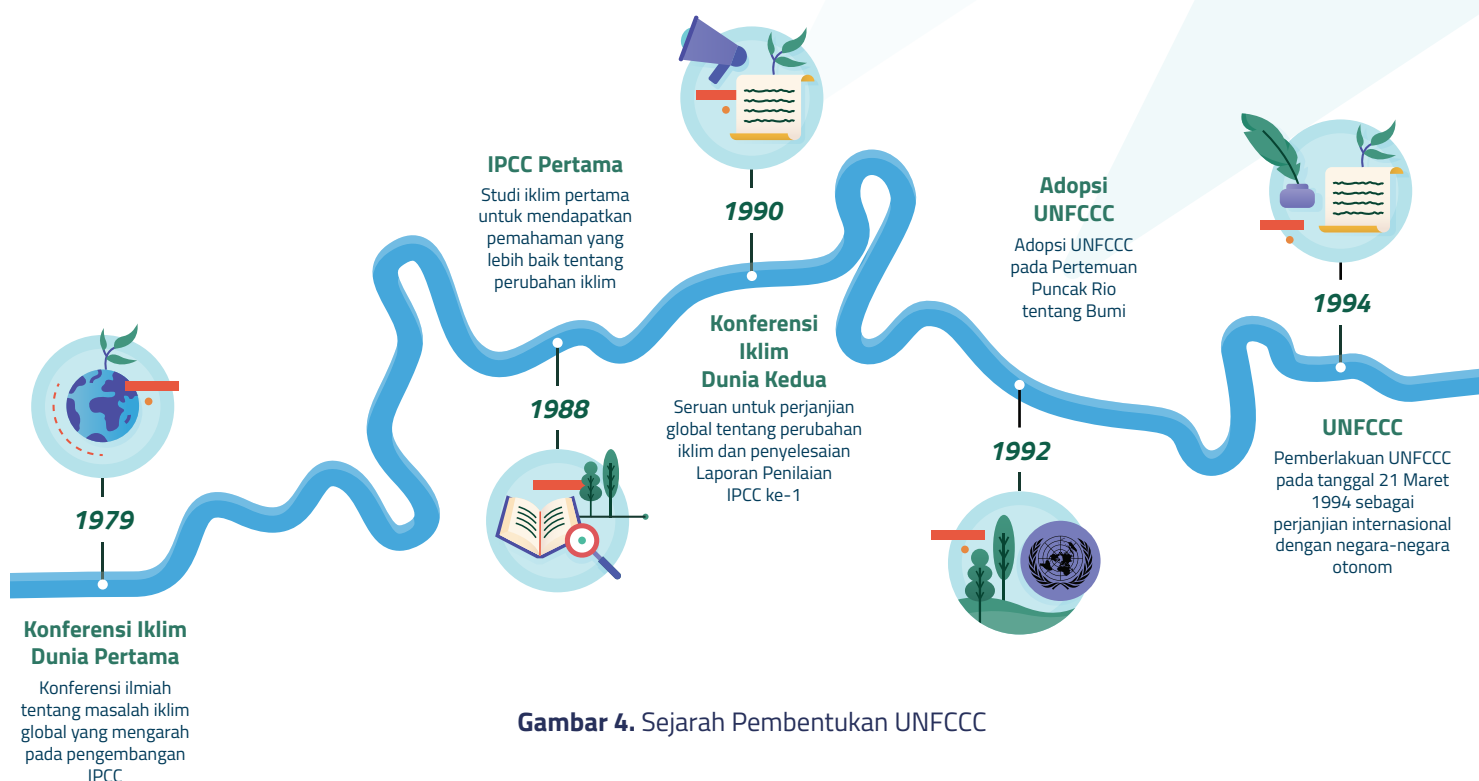 1979
Konferensi Iklim
Dunia Pertama
Konferensi ilmiah
tentang masalah iklim
global yang mengarah
pada pengembangan
IPCC
IPCC Pertama
Studi iklim pertama
untuk mendapatkan
pemahaman yang
lebih baik tentang
perubahan iklim
1988
1990
Konferensi
Iklim
Dunia Kedua
Seruan untuk perjanjian
global tentang perubahan
iklim dan penyelesaian
Laporan Penilaian
IPCC ke-1
Adopsi
UNFCCC
Adopsi UNFCCC
pada Pertemuan
Puncak Rio
tentang Bumi
1992
1994
UNFCCC
Pemberlakuan UNFCCC
pada tanggal 21 Maret
1994 sebagai
perjanjian internasional
dengan negara-negara
otonom
Gambar 4. Sejarah Pembentukan UNFCCC